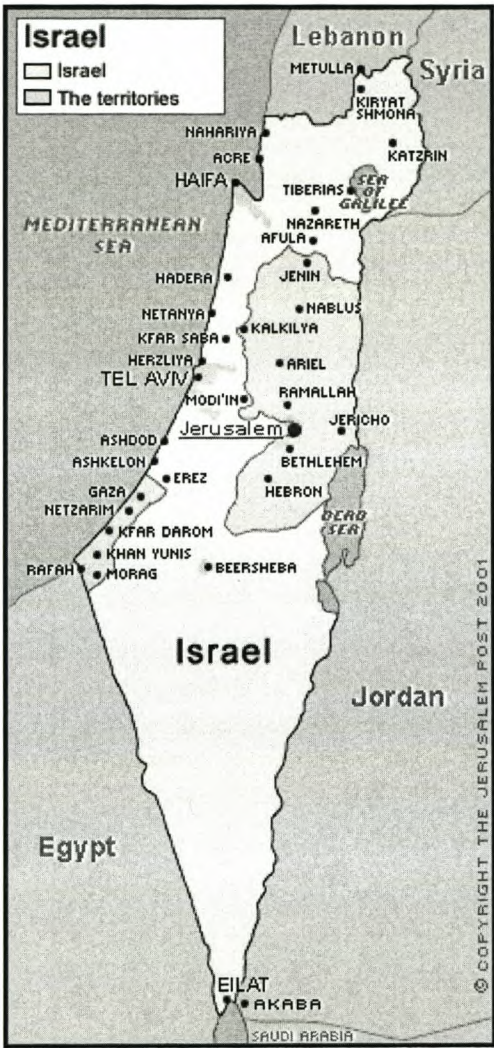 Israel
Israel
The territories
Lebanon
Syria
METULLA
KIRYAT
SHMONA
NAHARIYA
ACRE
KATZRIN
HAIFA
TIBERIAS
SEA
OF
GALILEE
MEDITERRANEAN
SEA
NAZARETH
AFULA
JENIN
HADERA
NABLUS
NETANYA
KALKILYA
KFAR SABA
HERZLIYA
ARIEL
TEL AVIV
RAMALLAH
MODI'IN
JERICHO
Jerusalem
ASHDOD
BETHLEHEM
ASHKELON
EREZ
HEBRON
GAZA
NETZARIM
DEAD
SEA
KFAR DAROM
KHAN YUNIS
RAFAH
MORAG
BEERSHEBA
Israel
Jordan
Egypt
EILAT
AKABA
SAUDI ARABIA
© COPYRIGHT THE JERUSALEM POST 2001